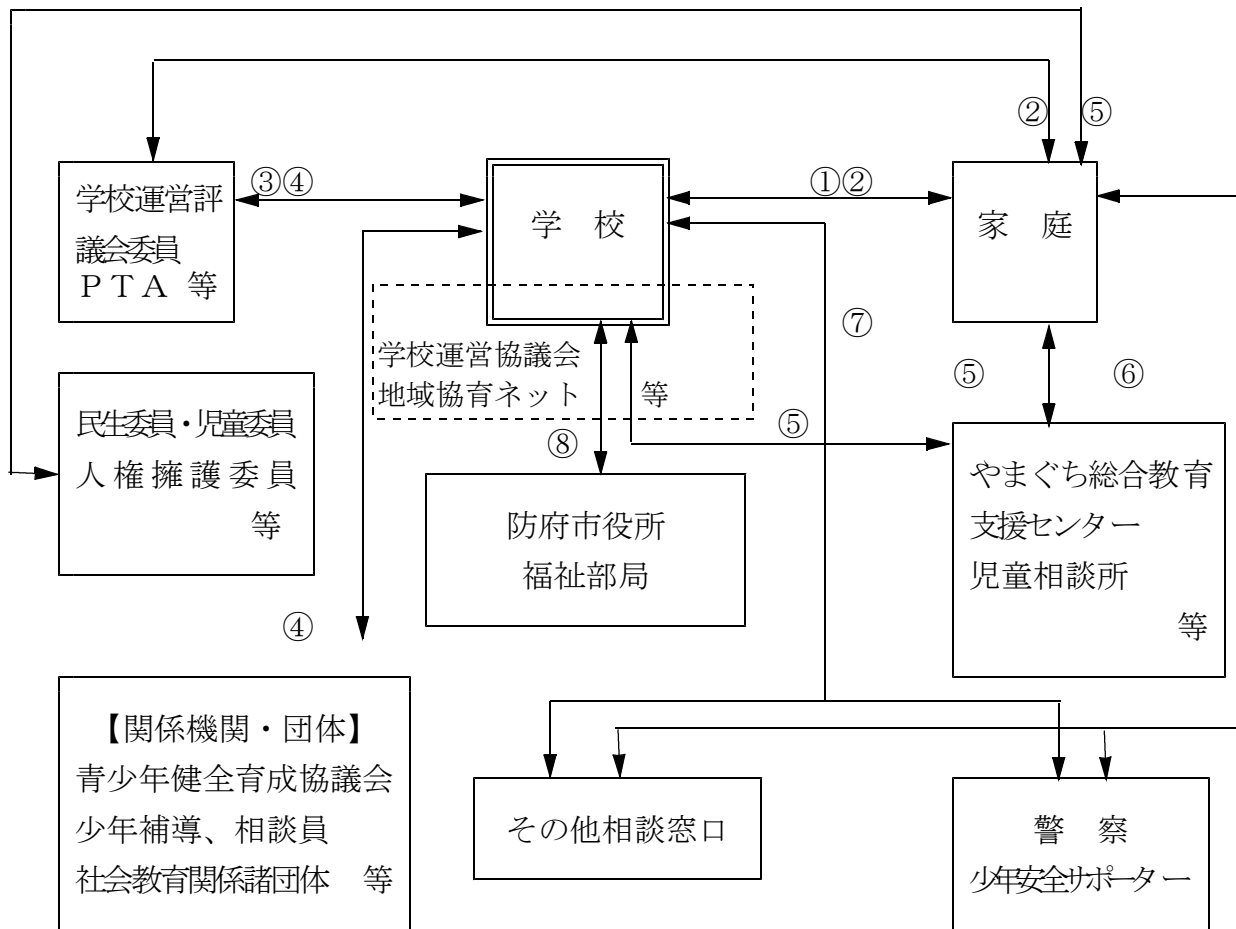 ② ⑤
学校運営評
議会委員
ＰＴＡ 等
③④
学 校
①②
家 庭
⑦
学校運営協議会
地域協育ネット 等
⑤ ⑥
民生委員・児童委員
人権擁護委員
等
⑧
⑤
防府市役所
福祉部局
やまぐち総合教育
支援センター
児童相談所
等
④
【関係機関・団体】
青少年健全育成協議会
少年補導、相談員
社会教育関係諸団体 等
その他相談窓口
警 察
少年安全サポーター